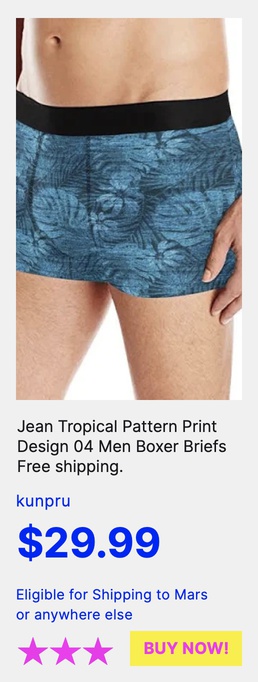 Jean Tropical Pattern Print
Design 04 Men Boxer Briefs
Free shipping.
kunpru
$29.99
Eligible for Shipping to Mars
or anywhere else
BUY NOW!